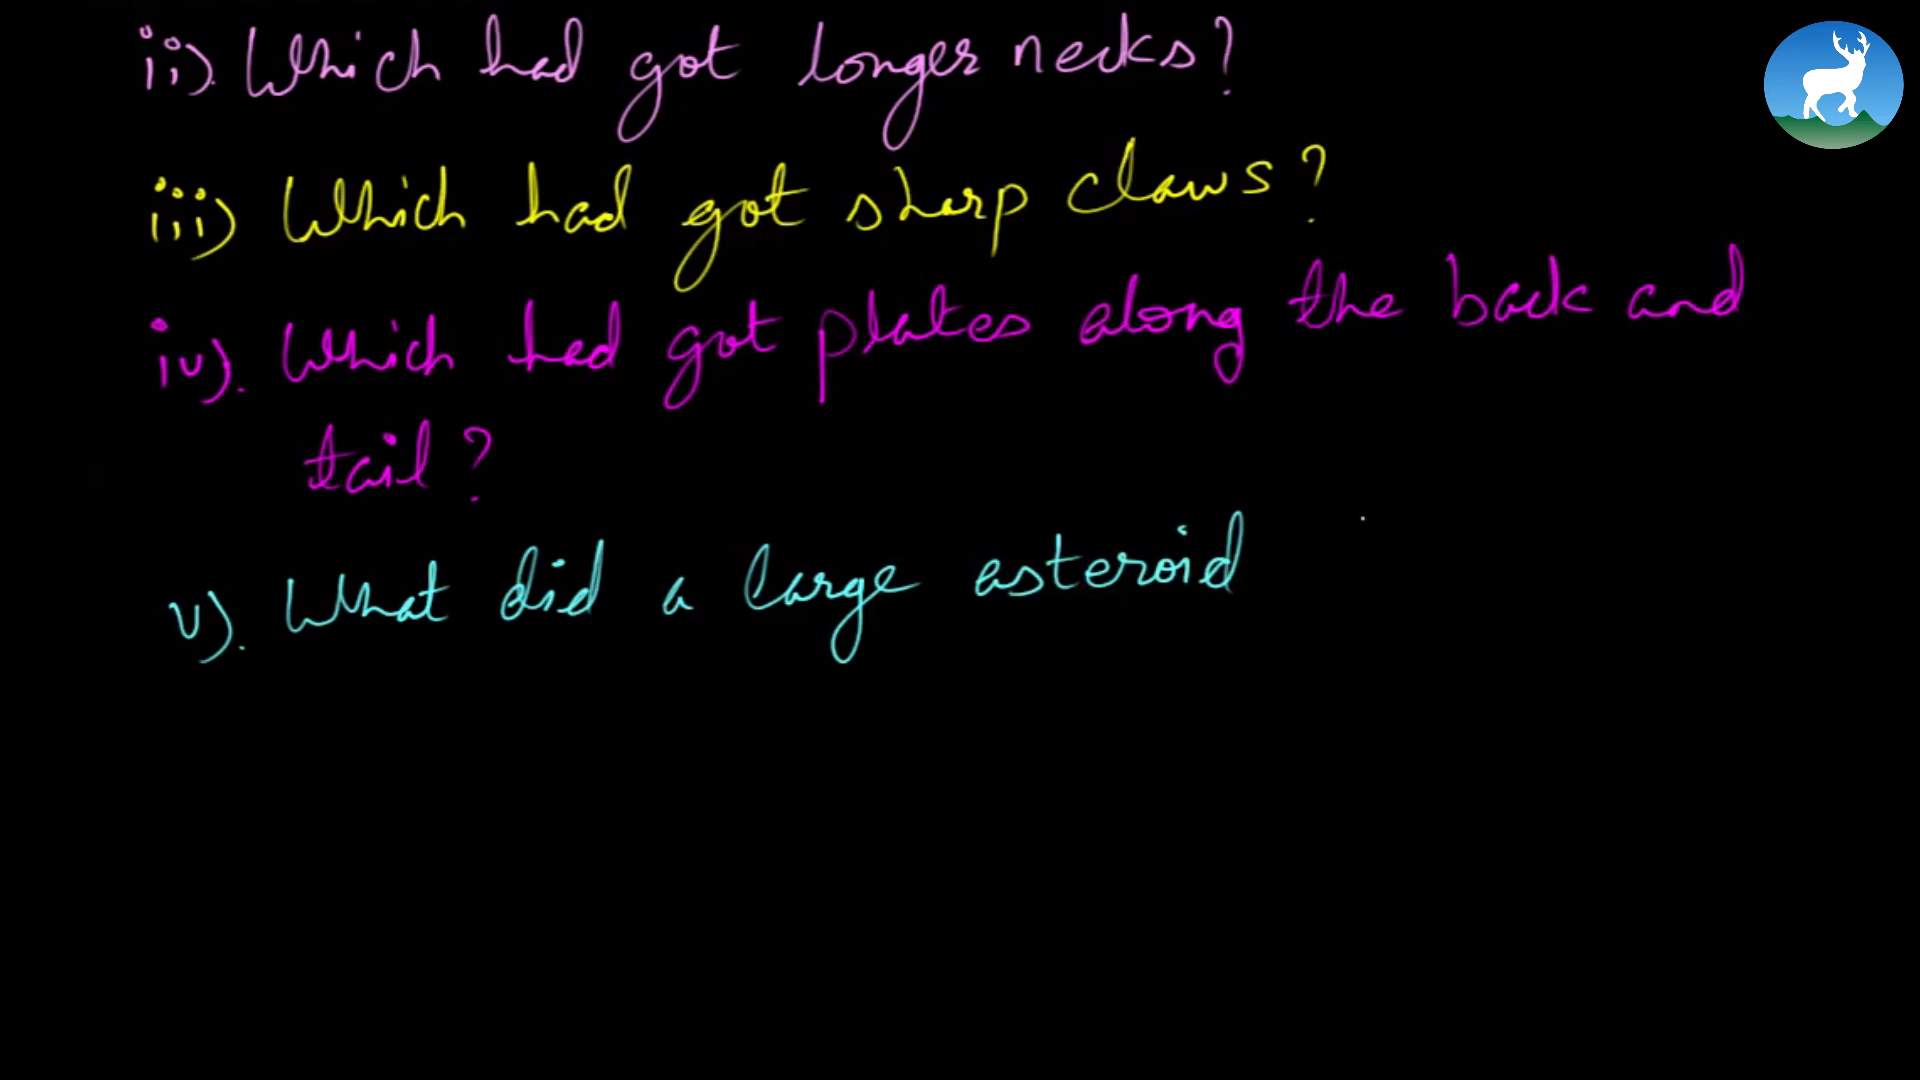 ii). Which had got longer necks?
iii) Which had got sharp claws?
iv). Which had got plates along the back and
tail?
v). What did a large asteroid